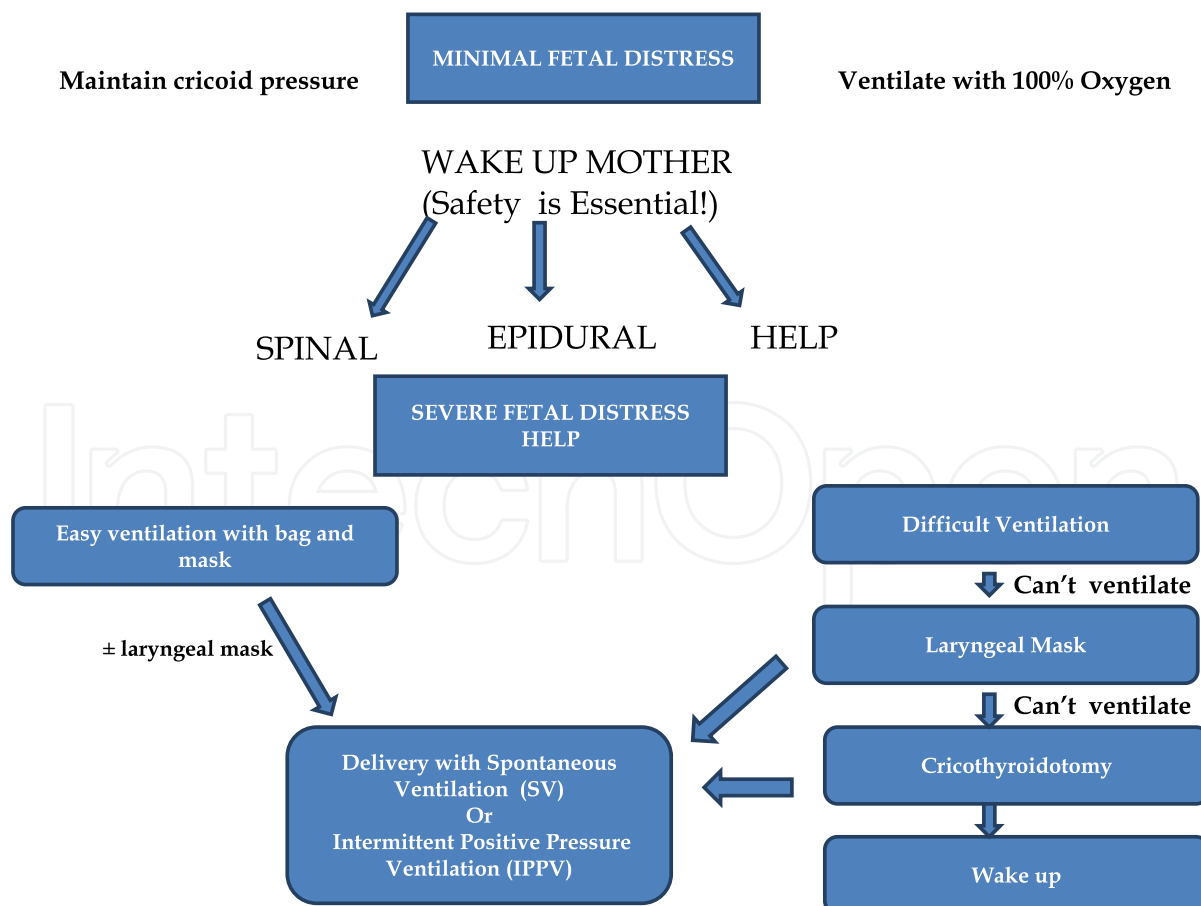 MINIMAL FETAL DISTRESS
Maintain cricoid pressure
Ventilate with 100% Oxygen
WAKE UP MOTHER
(Safety is Essential!)
SPINAL
EPIDURAL
HELP
SEVERE FETAL DISTRESS
HELP
IntechOpen
Easy ventilation with bag and
mask
Difficult Ventilation
Can't ventilate
± laryngeal mask
Laryngeal Mask
Can't ventilate
Delivery with Spontaneous
Ventilation (SV)
Or
Intermittent Positive Pressure
Ventilation (IPPV)
Cricothyroidotomy
Wake up